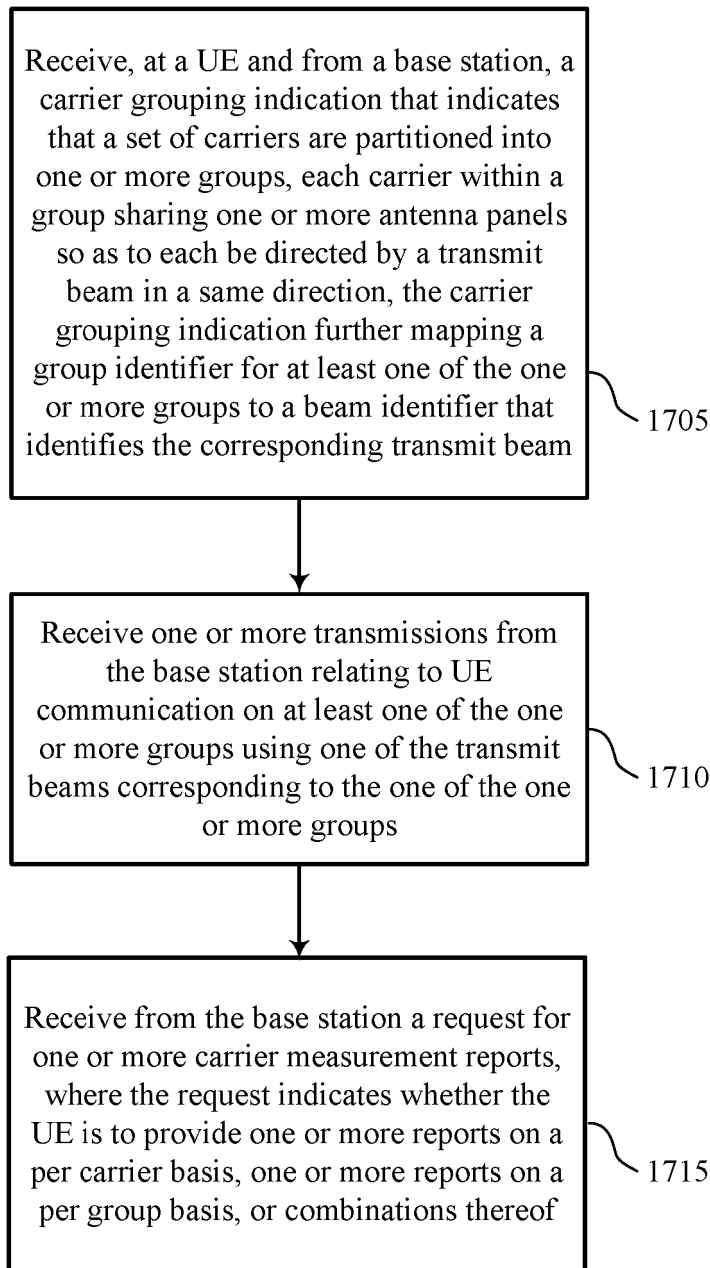 Receive, at a UE and from a base station, a
carrier grouping indication that indicates
that a set of carriers are partitioned into
one or more groups, each carrier within a
group sharing one or more antenna panels
so as to each be directed by a transmit
beam in a same direction, the carrier
grouping indication further mapping a
group identifier for at least one of the one
or more groups to a beam identifier that
identifies the corresponding transmit beam
1705
Receive one or more transmissions from
the base station relating to UE
communication on at least one of the one
or more groups using one of the transmit
beams corresponding to the one of the one
or more groups
1710
Receive from the base station a request for
one or more carrier measurement reports,
where the request indicates whether the
UE is to provide one or more reports on a
per carrier basis, one or more reports on a
per group basis, or combinations thereof
1715